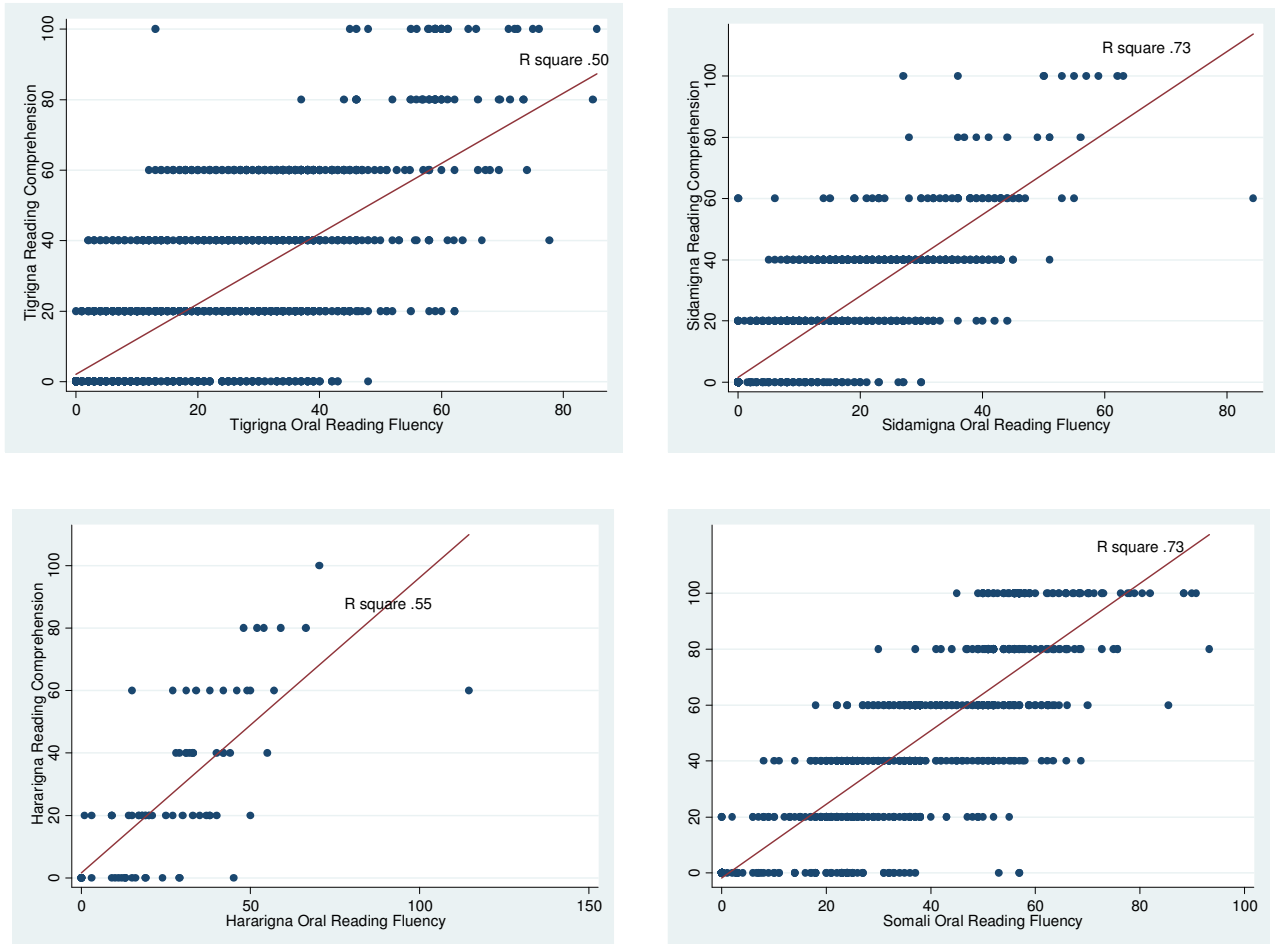 R square .50
Tigrigna Reading Comprehension
100
80
60
40
20
0
0 20 40 60 80
Tigrigna Oral Reading Fluency
R square .73
Sidamigna Reading Comprehension
100
80
60
40
20
0
0 20 40 60 80
Sidamigna Oral Reading Fluency
R square .55
Hararigna Reading Comprehension
100
80
60
40
20
0
0 50 100 150
Hararigna Oral Reading Fluency
R square .73
Somali Reading Comprehension
100
80
60
40
20
0
0 20 40 60 80 100
Somali Oral Reading Fluency